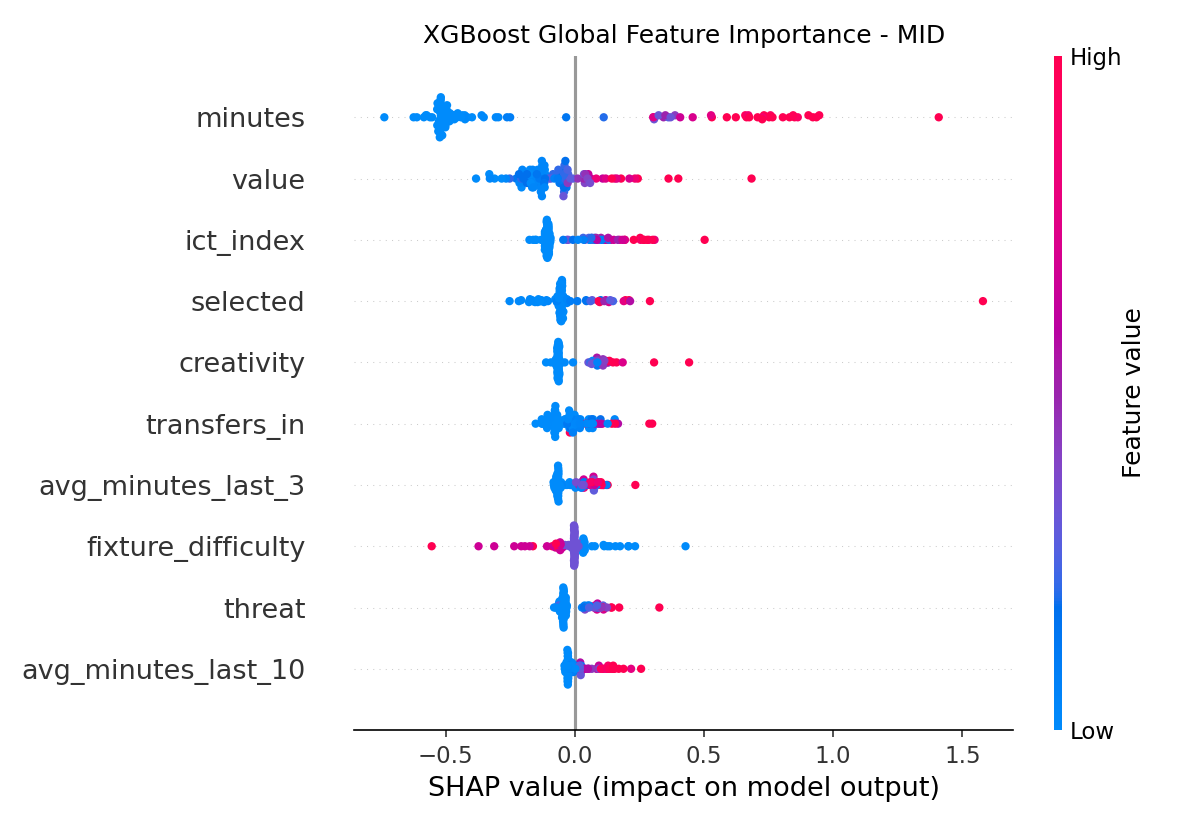 XGBoost Global Feature Importance - MID
High
minutes
value
ict_index
selected
creativity
transfers_in
avg_minutes_last_3
fixture_difficulty
threat
avg_minutes_last_10
Feature value
Low
−0.5 0.0 0.5 1.0 1.5
SHAP value (impact on model output)